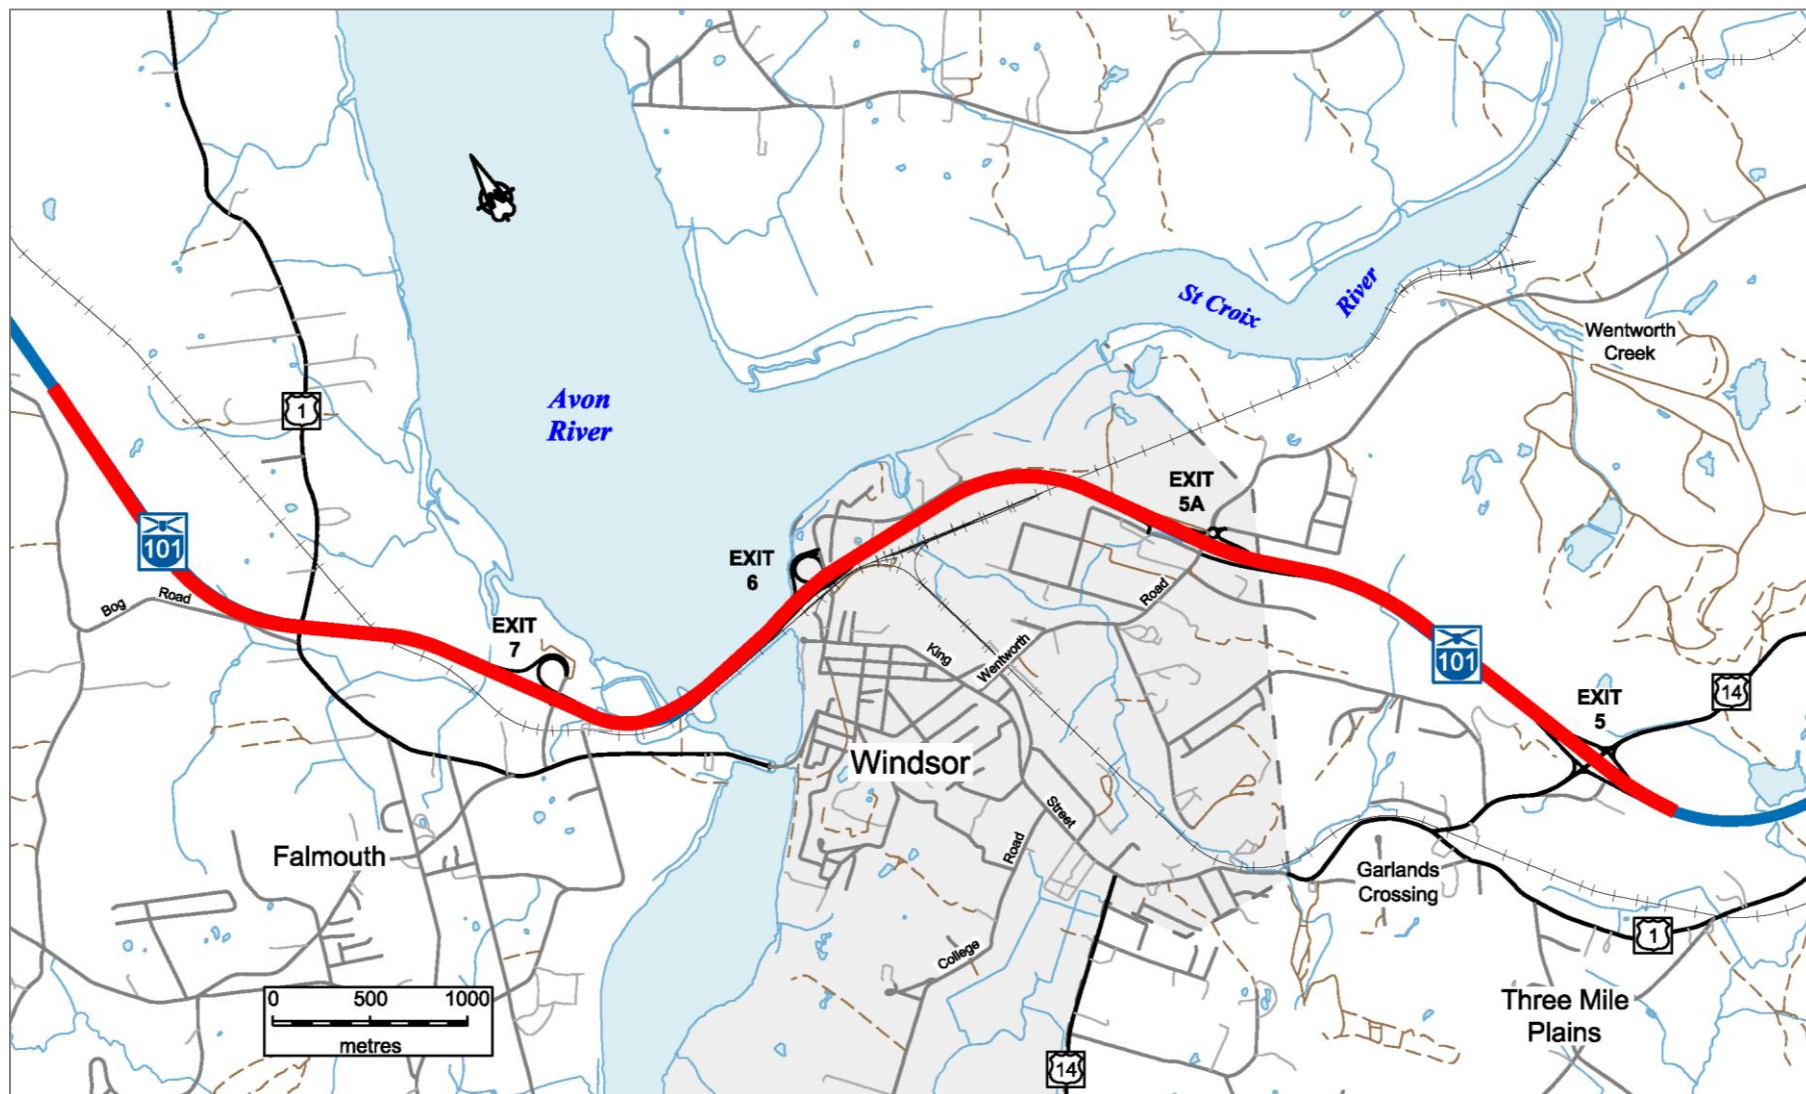 St Croix
River
Wentworth
Creek
Avon
River
1
EXIT
5A
101
EXIT
6
Bog
Road
Road
EXIT
7
King
Wentworth
101
EXIT
5
14
Windsor
Street
Road
Falmouth
Garlands
Crossing
1
College
0 500 1000
metres
Three Mile
Plains
14